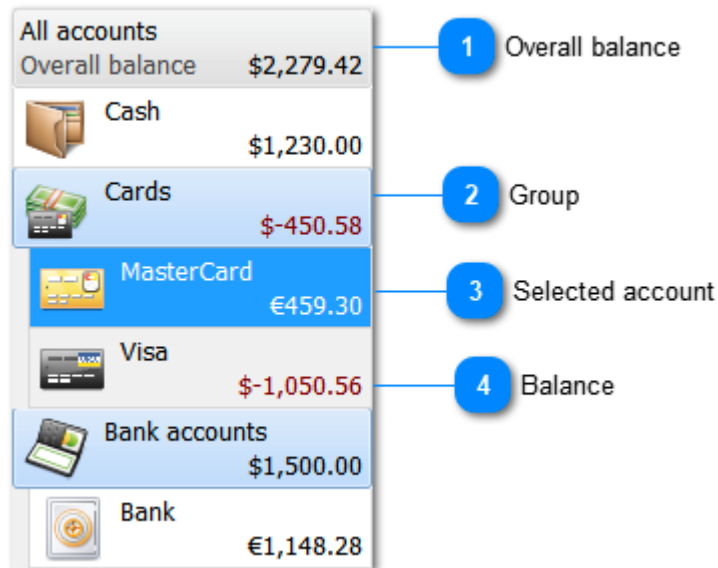 All accounts
Overall balance $2,279.42
1 Overall balance
Cash
$1,230.00
Cards
$-450.58
2 Group
MasterCard
€459.30
3 Selected account
Visa
$-1,050.56
4 Balance
Bank accounts
$1,500.00
Bank
€1,148.28